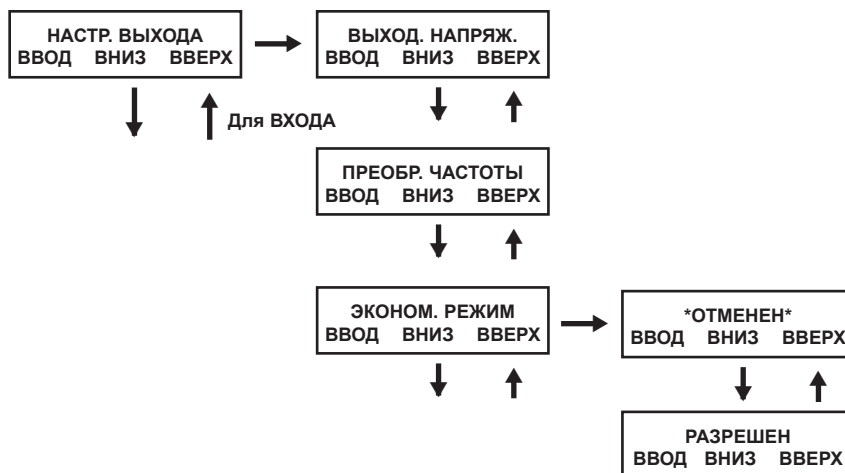 НАСТР. ВЫХОДА
ВВОД ВНИЗ ВВЕРХ
ВЫХОД. НАПРЯЖ.
ВВОД ВНИЗ ВВЕРХ
Для ВХОДА
ПРЕОБР. ЧАСТОТЫ
ВВОД ВНИЗ ВВЕРХ
ЭКОНОМ. РЕЖИМ
ВВОД ВНИЗ ВВЕРХ
*ОТМЕНЕН*
ВВОД ВНИЗ ВВЕРХ
РАЗРЕШЕН
ВВОД ВНИЗ ВВЕРХ